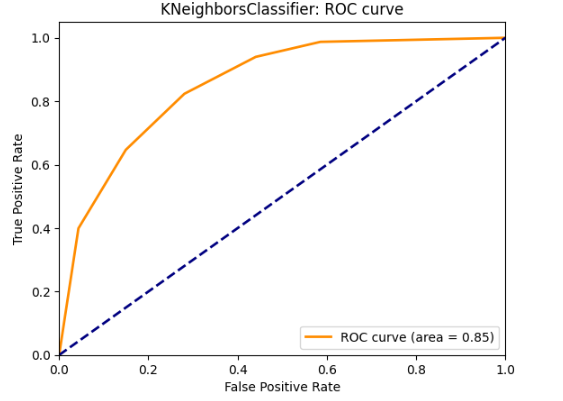 KNeighborsClassifier: ROC curve
True Positive Rate
1.0
0.8
0.6
0.4
0.2
0.0
ROC curve (area = 0.85)
0.0 0.2 0.4 0.6 0.8 1.0
False Positive Rate